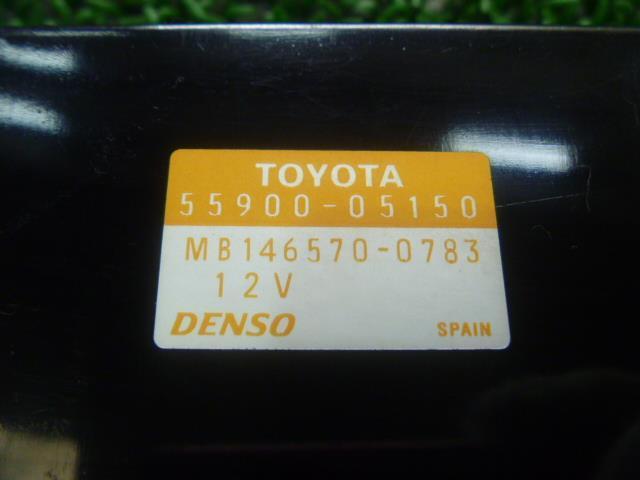 TOYOTA
55900-05150
MB146570-0783
12V
DENSO SPAIN